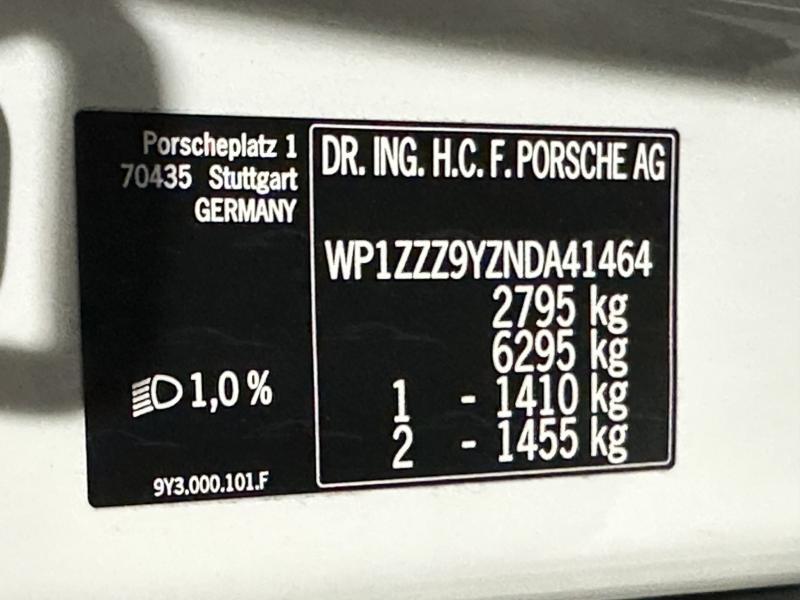 Porscheplatz 1
70435 Stuttgart
GERMANY
1,0 %
9Y3.000.101.F
DR. ING. H.C. F. PORSCHE AG
WP1ZZZ9YZNDA41464
2795 kg
6295 kg
1 - 1410 kg
2 - 1455 kg